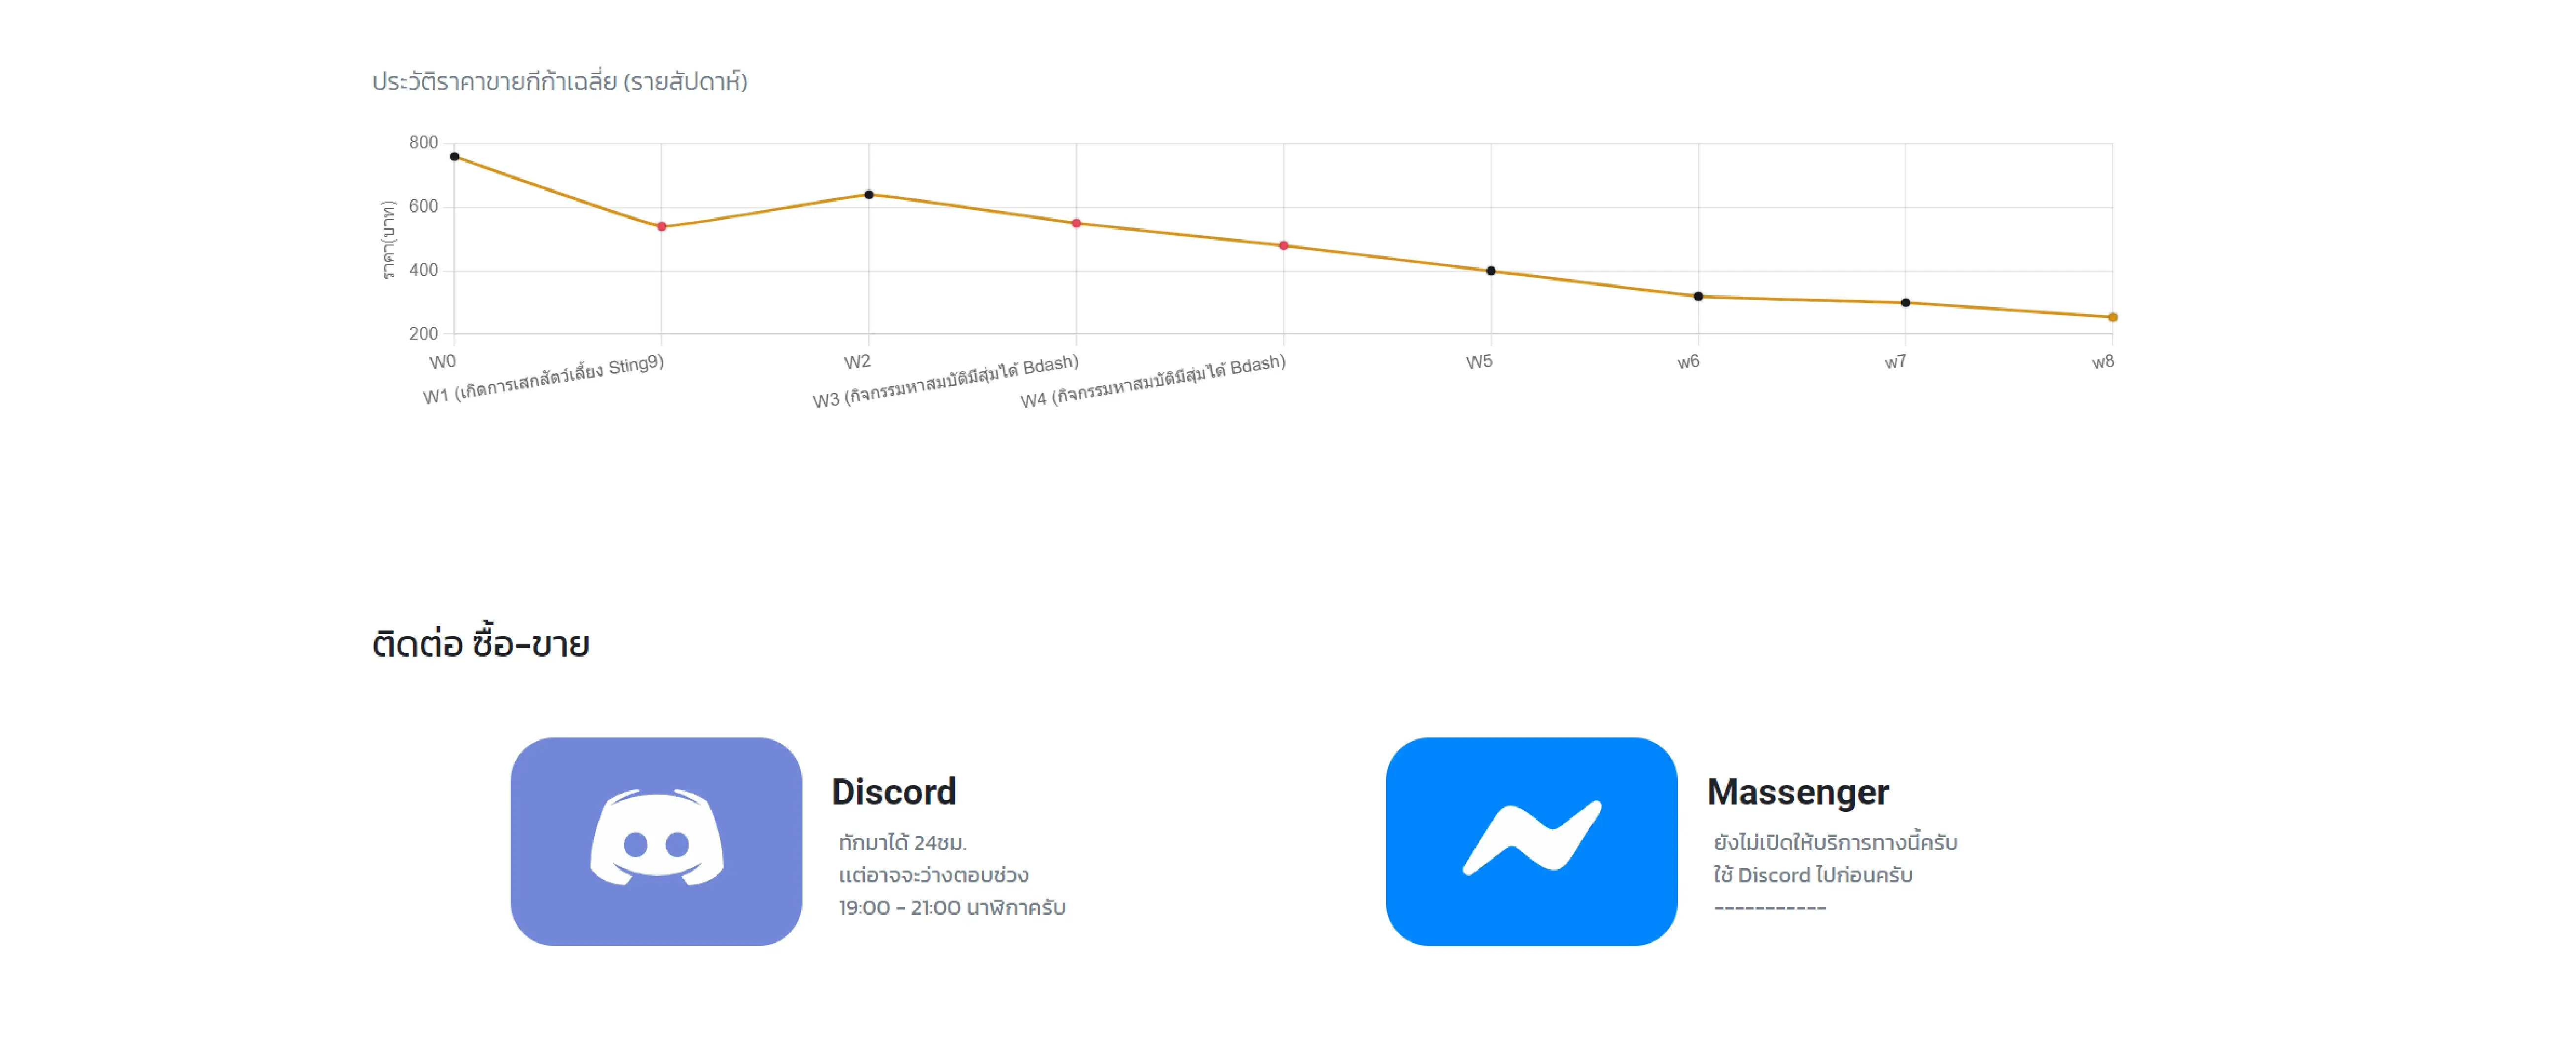 ประวัติราคาขายกีก้าเฉลี่ย (รายสัปดาห์)
ราคา(บาท)
800
600
400
200
W0
W1 (เกิดการเสกสัตว์เลี้ยง Sting9)
W2
W3 (กิจกรรมหาสมบัติมีสุ่มได้ Bdash)
W4 (กิจกรรมหาสมบัติมีสุ่มได้ Bdash)
W5
w6
w7
w8
ติดต่อ ซื้อ-ขาย
Discord
ทักมาได้ 24ชม.
แต่อาจจะว่างตอบช่วง
19:00 - 21:00 นาฬิกาครับ
Massenger
ยังไม่เปิดให้บริการทางนี้ครับ
ใช้ Discord ไปก่อนครับ
-----------